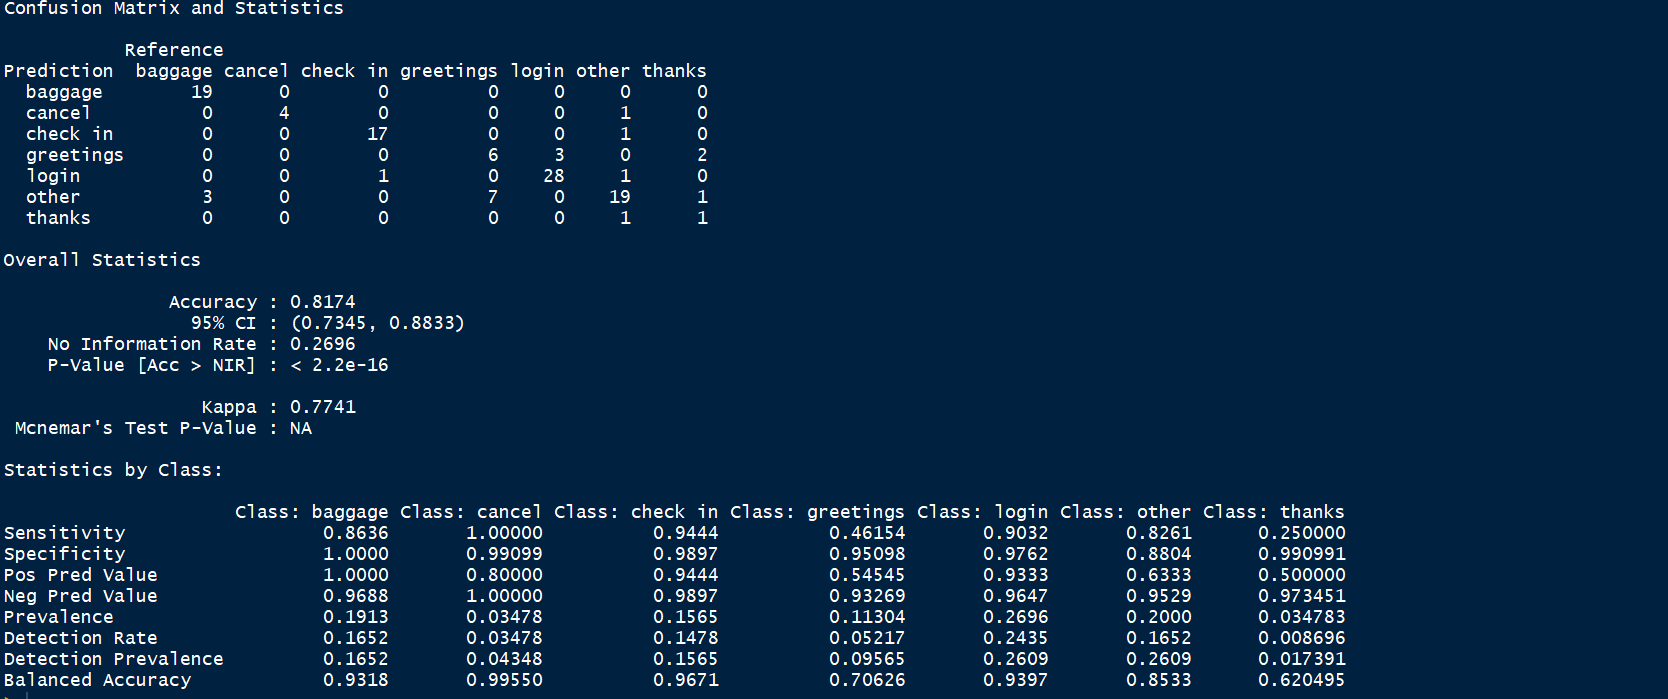 Confusion Matrix and Statistics
Reference
Prediction baggage cancel check in greetings login other thanks
baggage 19 0 0 0 0 0 0
cancel 0 4 0 0 0 1 0
check in 0 0 17 0 0 1 0
greetings 0 0 0 6 3 0 2
login 0 0 1 0 28 1 0
other 3 0 0 7 0 19 1
thanks 0 0 0 0 0 1 1
Overall Statistics
Accuracy : 0.8174
95% CI : (0.7345, 0.8833)
No Information Rate : 0.2696
P-Value [Acc > NIR] : < 2.2e-16
Kappa : 0.7741
Mcnemar's Test P-Value : NA
Statistics by Class:
Class: baggage Class: cancel Class: check in Class: greetings Class: login Class: other Class: thanks
Sensitivity 0.8636 1.00000 0.9444 0.46154 0.9032 0.8261 0.250000
Specificity 1.0000 0.99099 0.9897 0.95098 0.9762 0.8804 0.990991
Pos Pred Value 1.0000 0.80000 0.9444 0.54545 0.9333 0.6333 0.500000
Neg Pred Value 0.9688 1.00000 0.9897 0.93269 0.9647 0.9529 0.973451
Prevalence 0.1913 0.03478 0.1565 0.11304 0.2696 0.2000 0.034783
Detection Rate 0.1652 0.03478 0.1478 0.05217 0.2435 0.1652 0.008696
Detection Prevalence 0.1652 0.04348 0.1565 0.09565 0.2609 0.2609 0.017391
Balanced Accuracy 0.9318 0.99550 0.9671 0.70626 0.9397 0.8533 0.620495